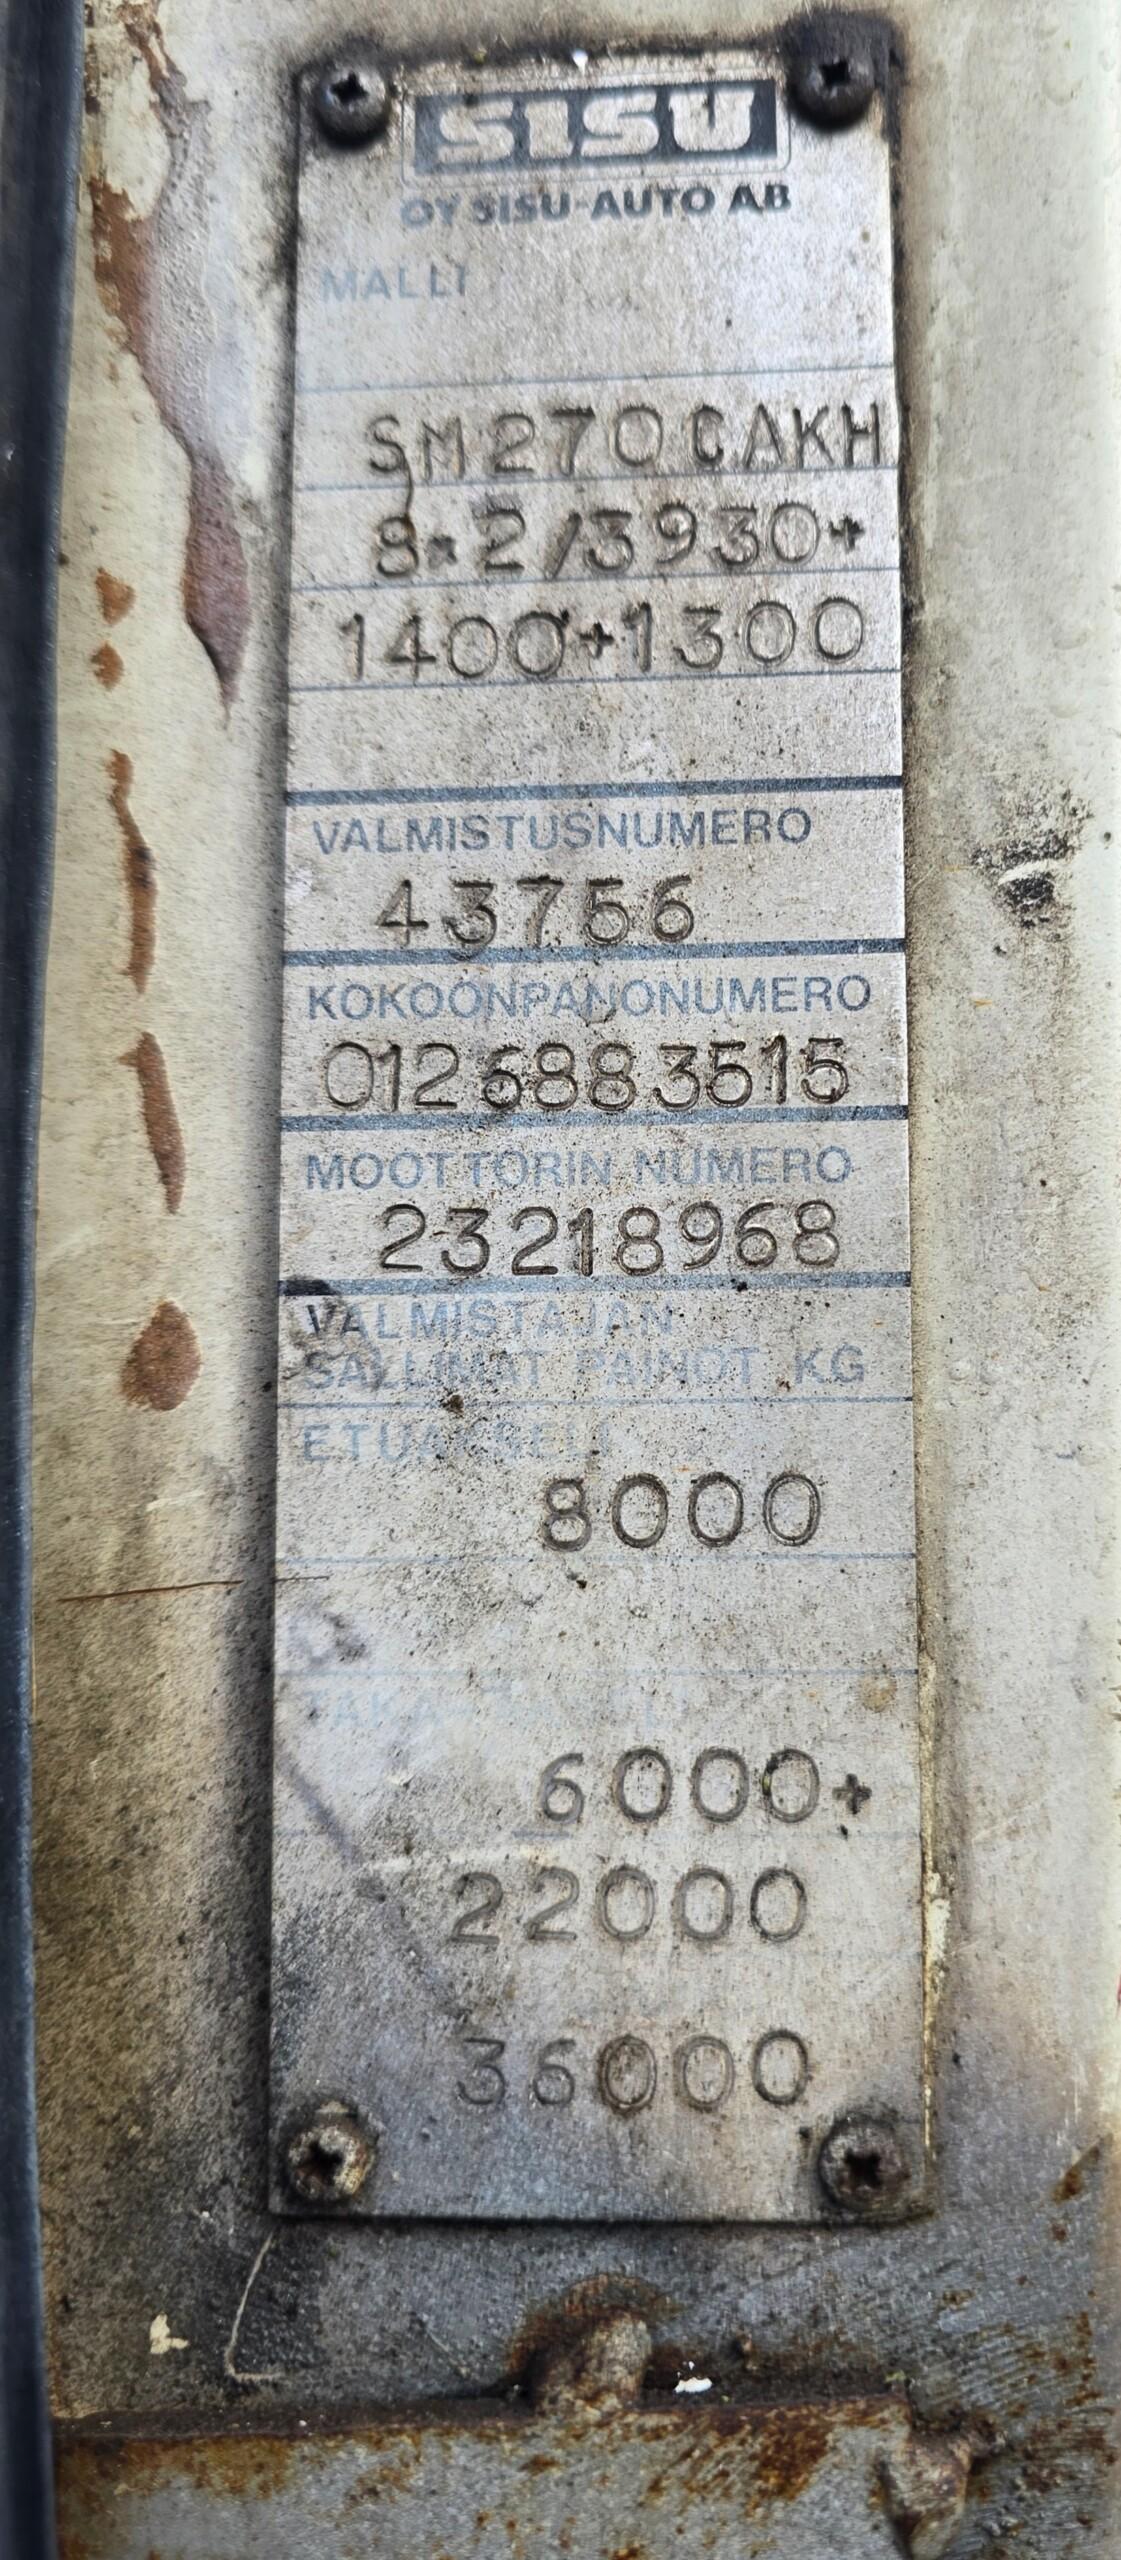 SISU
OY SISU-AUTO AB
MALLI
SM270CAKH
8×2/3930+
1400+1300
VALMISTUSNUMERO
43756
KOKOONPANONUMERO
0126883515
MOOTTORIN NUMERO
23218968
VALMISTAJAN
SALLIMAT PAINOT KG
ETUAKSELI
8000
6000+
22000
36000